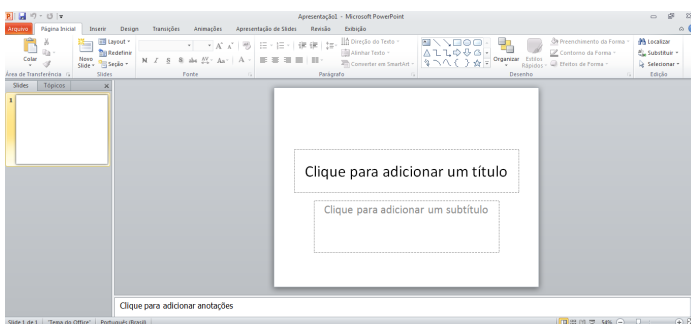 Apresentação1 - Microsoft PowerPoint
Arquivo Página Inicial Inserir Design Transições Animações Apresentação de Slides Revisão Exibição
Colar
Novo Slide
Layout
Redefinir
Seção
N I S S abc AV Aa A
Direção do Texto
Alinhar Texto
Converter em SmartArt
Organizar
Estilos Rápidos
Preenchimento da Forma
Contorno da Forma
Efeitos de Forma
Localizar
Substituir
Selecionar
Área de Transferência Slides Fonte Parágrafo Desenho Edição
Slides Tópicos
1
Clique para adicionar um título
Clique para adicionar um subtítulo
Clique para adicionar anotações
Slide 1 de 1 "Tema do Office" Português (Brasil) 54%